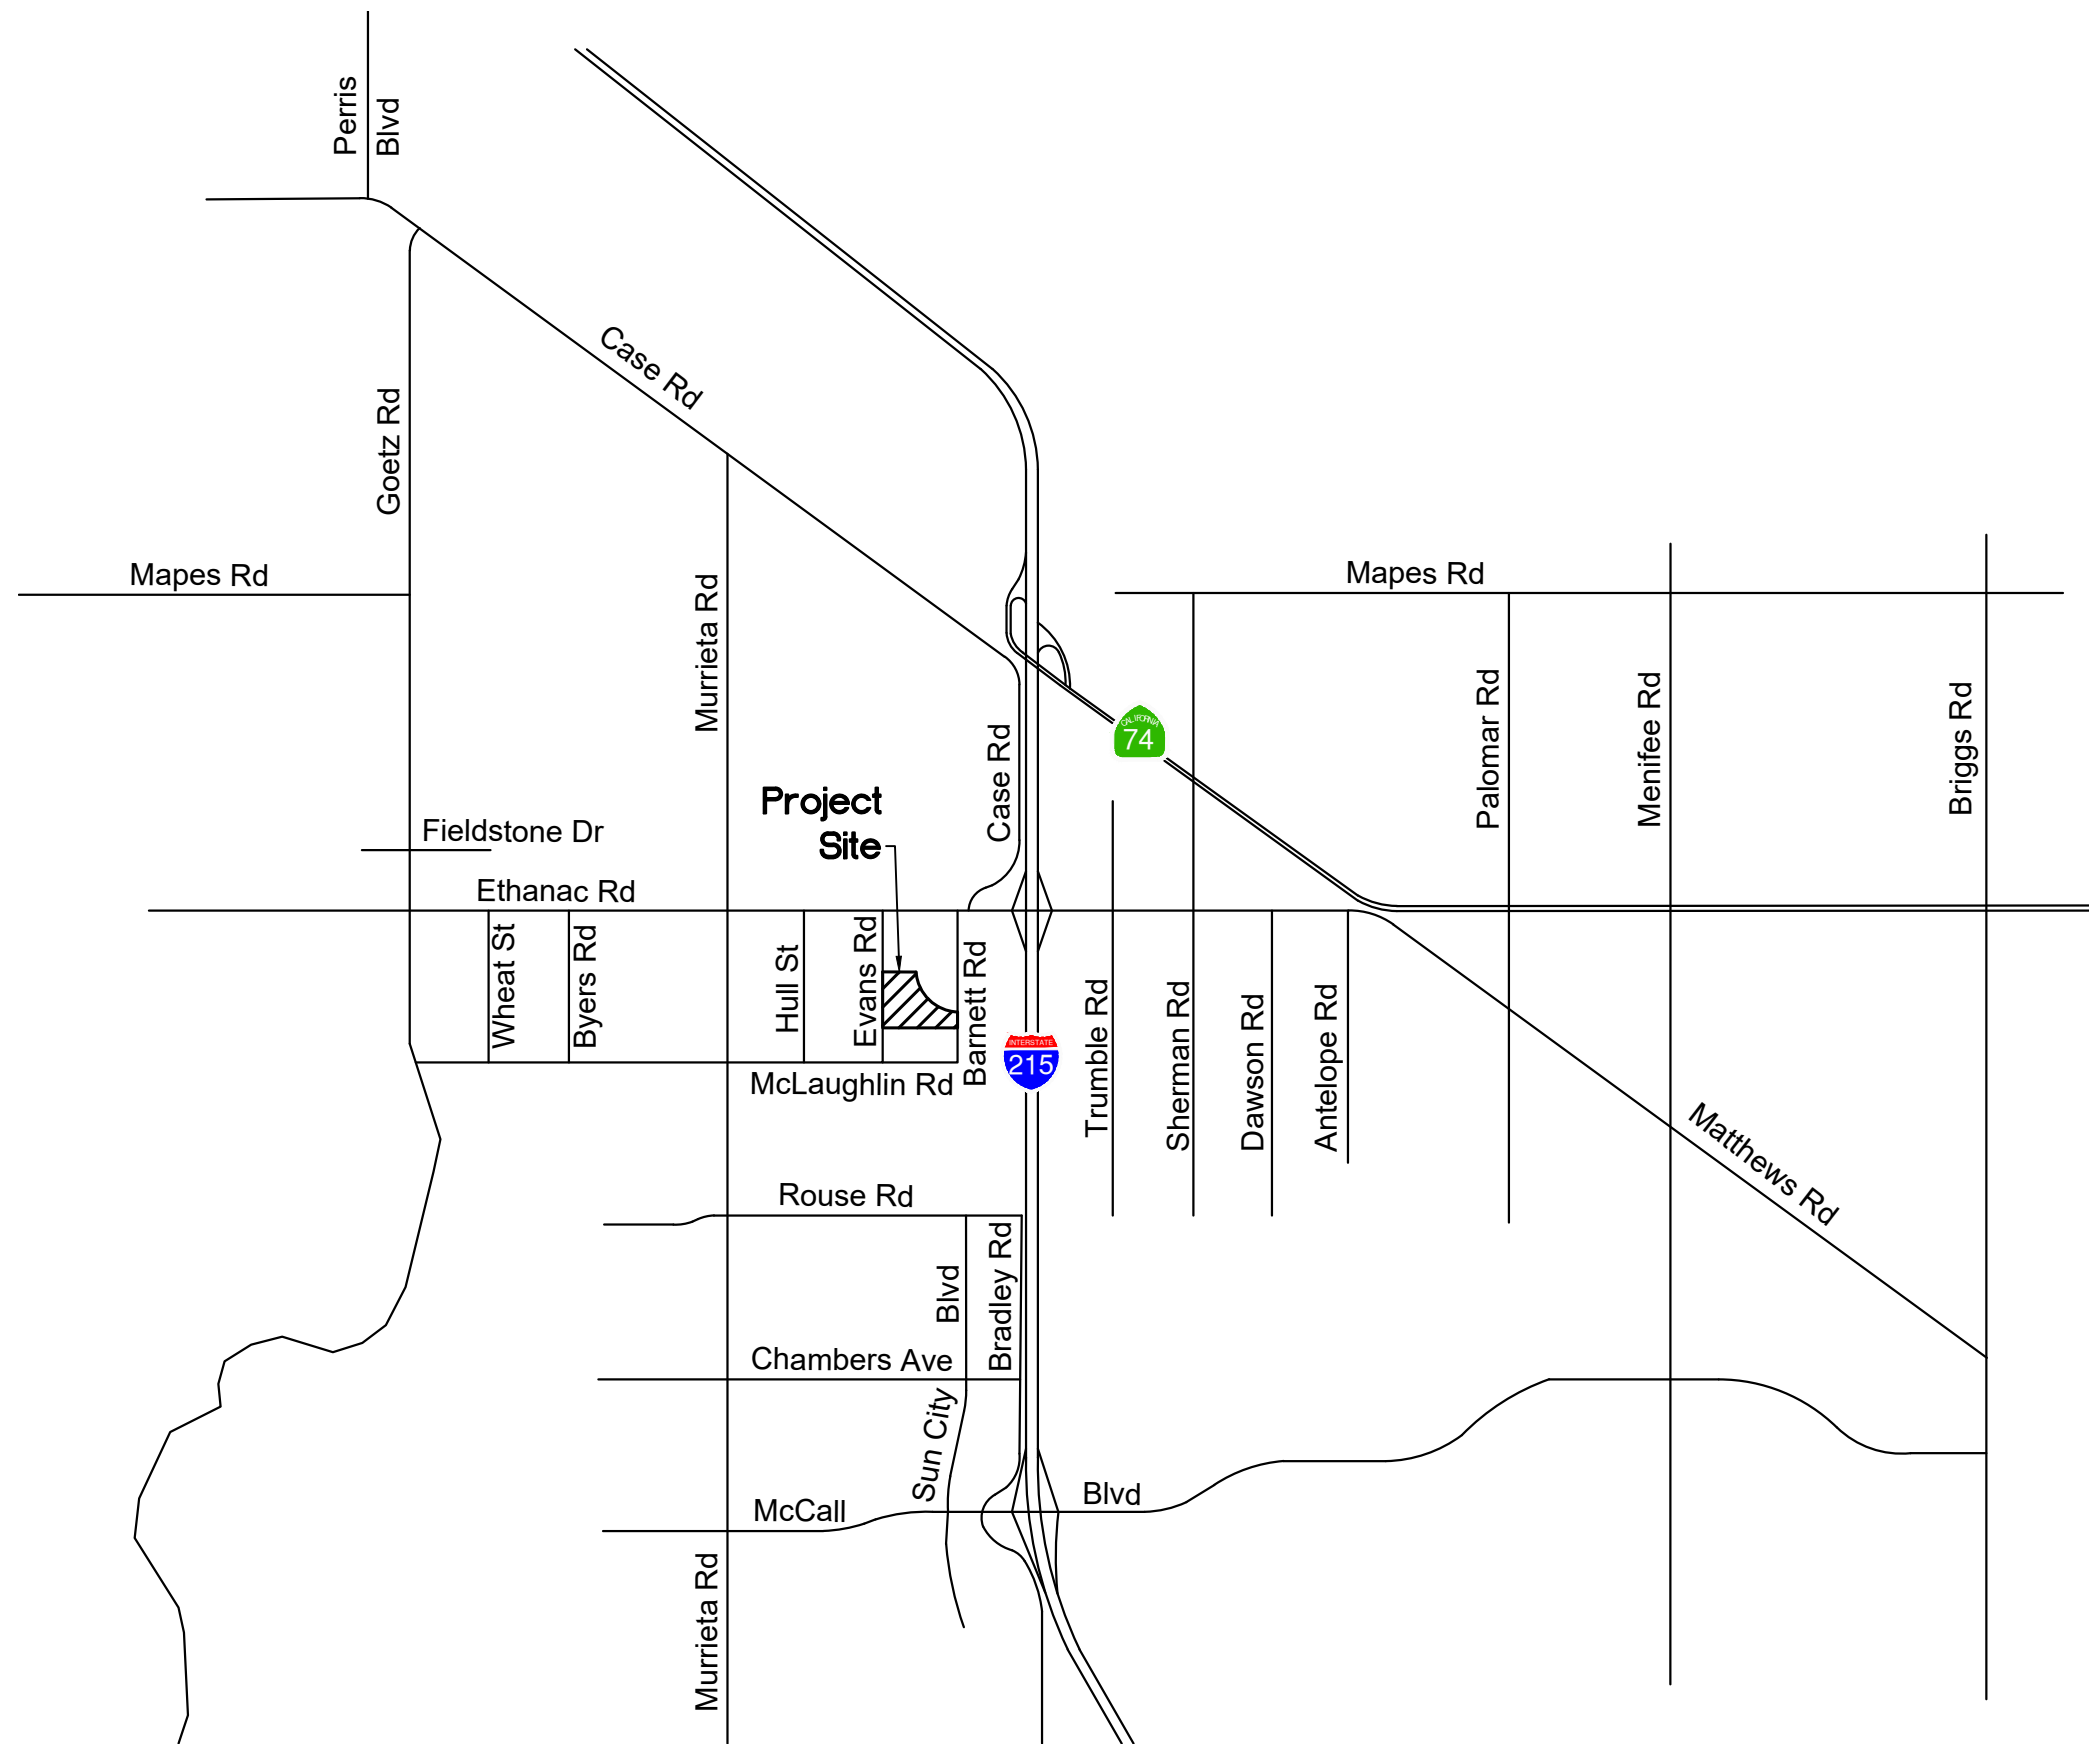 Perris
Blvd
Case Rd
Goetz Rd
Mapes Rd
Mapes Rd
Murrieta Rd
Case Rd
CALIFORNIA
74
Palomar Rd
Menifee Rd
Briggs Rd
Project
Site
Fieldstone Dr
Ethanac Rd
Wheat St
Byers Rd
Hull St
Evans Rd
Barnett Rd
INTERSTATE
215
Trumble Rd
Sherman Rd
Dawson Rd
Antelope Rd
McLaughlin Rd
Matthews Rd
Rouse Rd
Blvd
Bradley Rd
Chambers Ave
Sun City
McCall
Blvd
Murrieta Rd